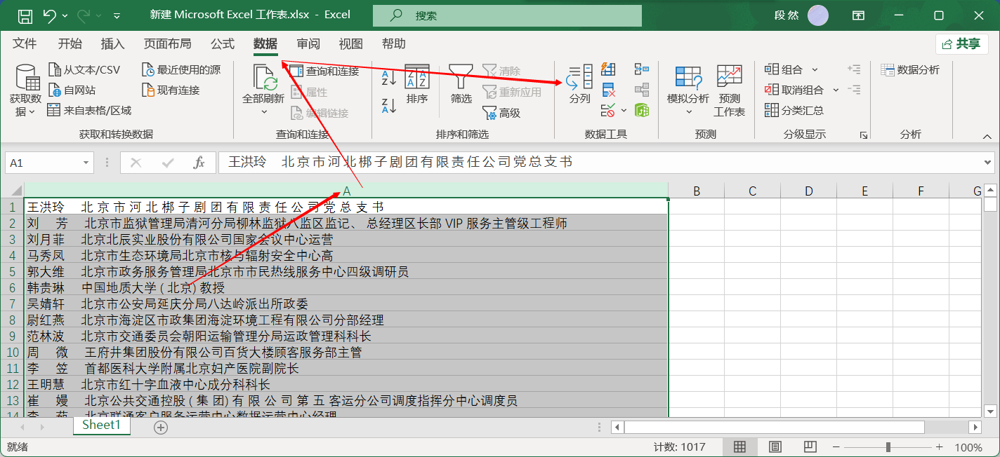 新建 Microsoft Excel 工作表.xlsx - Excel
搜索
段 然
文件 开始 插入 页面布局 公式 数据 审阅 视图 帮助
共享
获取数据
从文本/CSV
自网站
来自表格/区域
最近使用的源
现有连接
获取和转换数据
全部刷新
查询和连接
属性
编辑链接
查询和连接
排序
筛选
清除
重新应用
高级
排序和筛选
分列
数据工具
模拟分析
预测
工作表
预测
组合
取消组合
分类汇总
分级显示
数据分析
分析
A1
fx
王洪玲 北京市河北梆子剧团有限责任公司党总支书
A B C D E F G
1 王洪玲 北 京 市 河 北 梆 子 剧 团 有 限 责 任 公 司 党 总 支 书
2 刘 芳 北京市监狱管理局清河分局柳林监狱八监区监记、 总经理区长部 VIP 服务主管级工程师
3 刘月菲 北京北辰实业股份有限公司国家会议中心运营
4 马秀凤 北京市生态环境局北京市核与辐射安全中心高
5 郭大维 北京市政务服务管理局北京市市民热线服务中心四级调研员
6 韩贵琳 中国地质大学 ( 北京) 教授
7 吴婧轩 北京市公安局延庆分局八达岭派出所政委
8 尉红燕 北京市海淀区市政集团海淀环境工程有限公司分部经理
9 范林波 北京市交通委员会朝阳运输管理分局运政管理科科长
10 周 微 王府井集团股份有限公司百货大楼顾客服务部主管
11 李 笠 首都医科大学附属北京妇产医院副院长
12 王明慧 北京市红十字血液中心成分科科长
13 崔 嫚 北京公共交通控股 ( 集 团) 有 限 公 司 第 五 客运分公司调度指挥分中心调度员
14 李 茹 北京联通客户服务运营中心数据运营中心经理
Sheet1
就绪
计数: 1017
100%